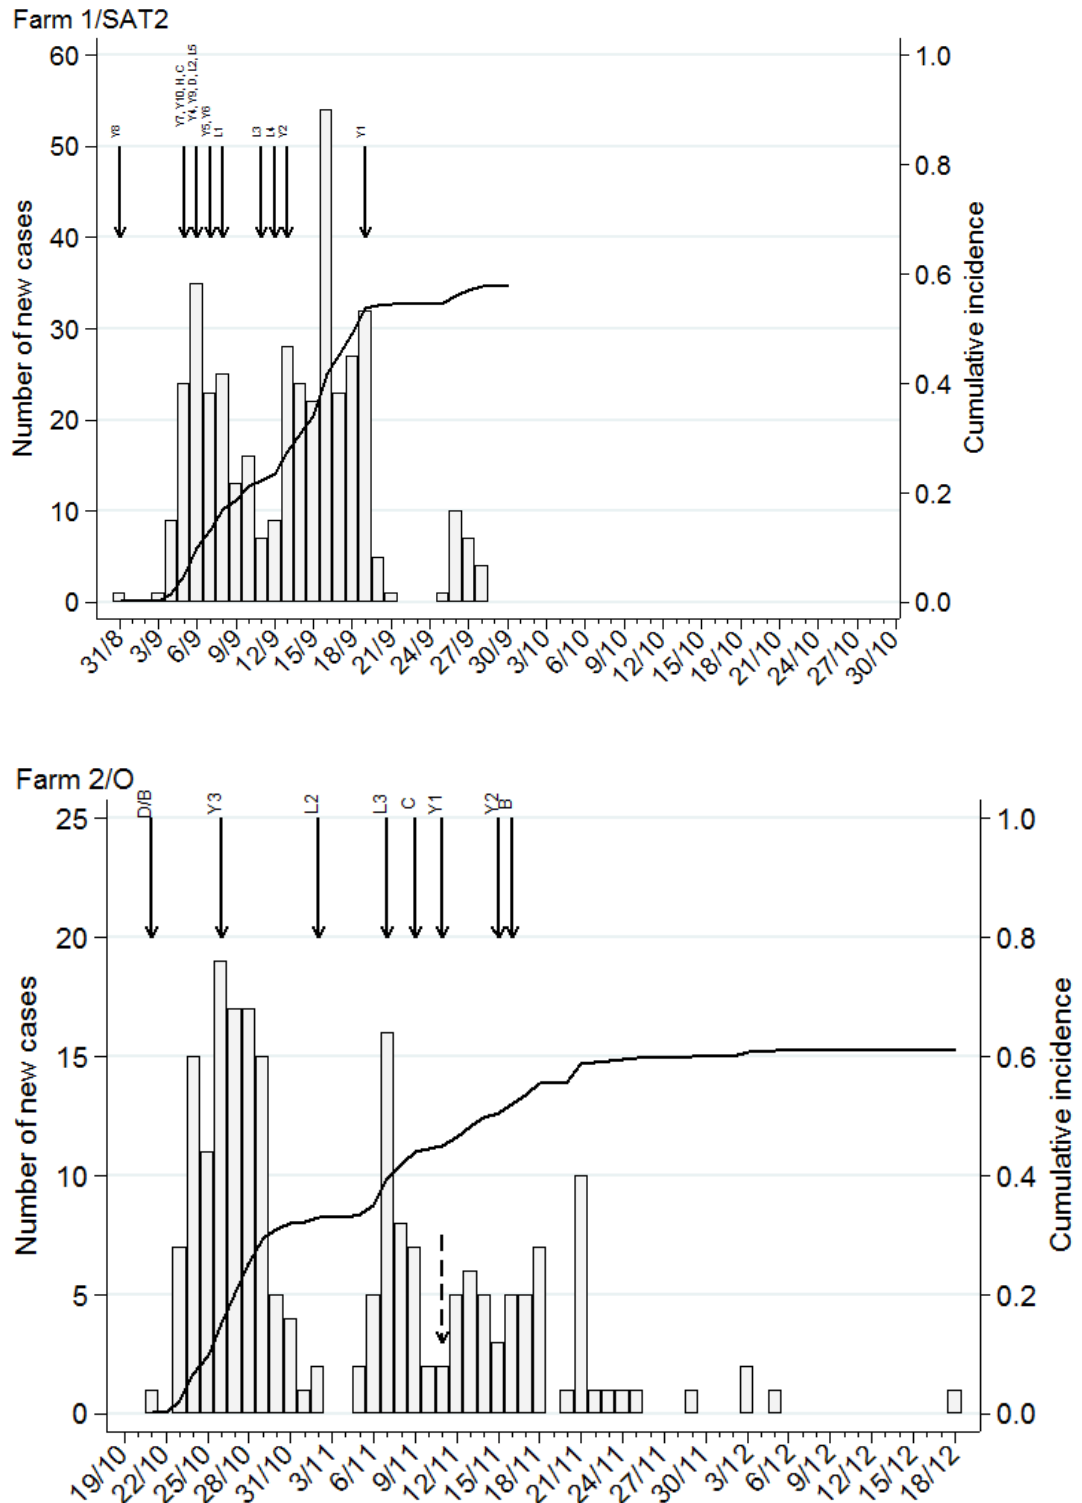 Farm 1/SAT2
Number of new cases
60
50
40
30
20
10
0
Y8
Y7, Y10, H, C
Y4, Y9, D, L2, L5
Y5, Y6
L1
L3
L4
Y2
Y1
1.0
0.8
0.6
0.4
0.2
0.0
Cumulative incidence
31/8 3/9 6/9 9/9 12/9 15/9 18/9 21/9 24/9 27/9 30/9 3/10 6/10 9/10 12/10 15/10 18/10 21/10 24/10 27/10 30/10
Farm 2/O
Number of new cases
25
20
15
10
5
0
D/B
Y3
L2
L3
C
Y1
Y2
B
1.0
0.8
0.6
0.4
0.2
0.0
Cumulative incidence
19/10 22/10 25/10 28/10 31/10 3/11 6/11 9/11 12/11 15/11 18/11 21/11 24/11 27/11 30/11 3/12 6/12 9/12 12/12 15/12 18/12